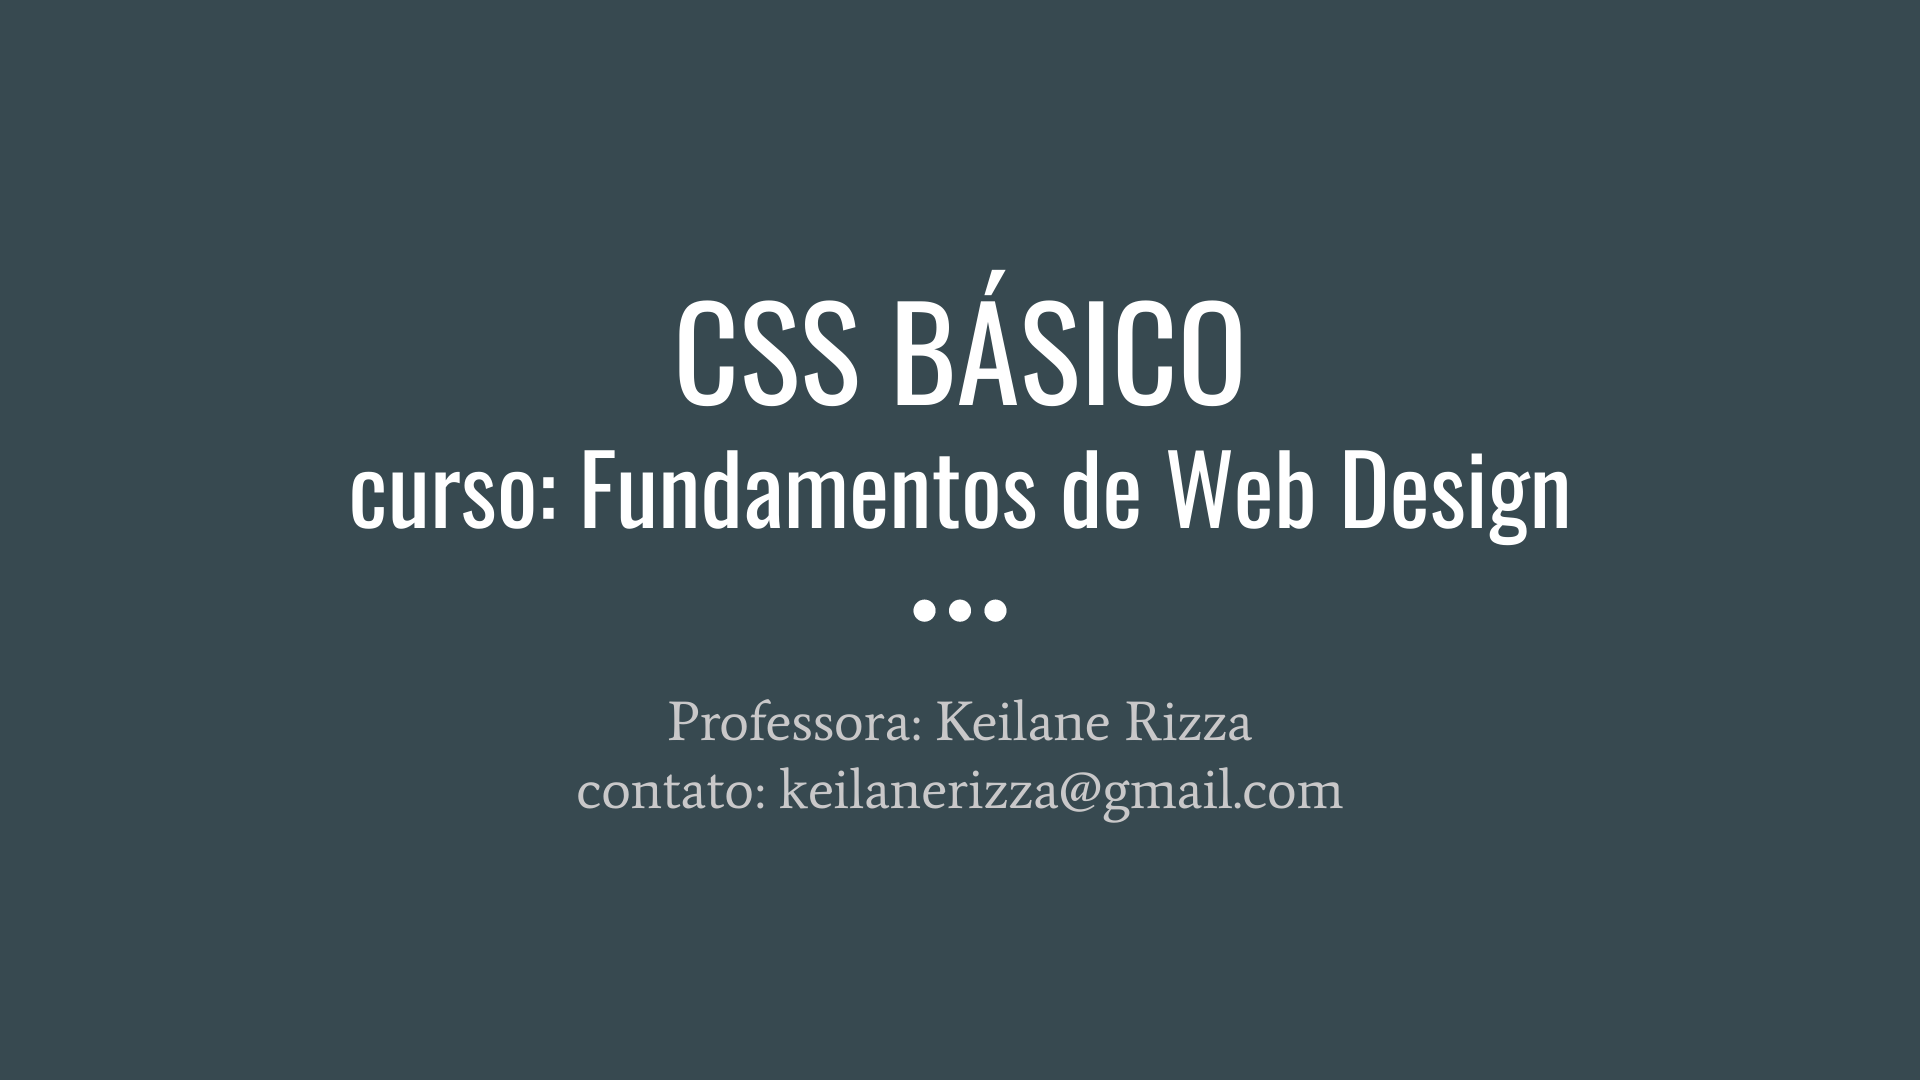 CSS BÁSICO
curso: Fundamentos de Web Design
Professora: Keilane Rizza
contato: keilanerizza@gmail.com